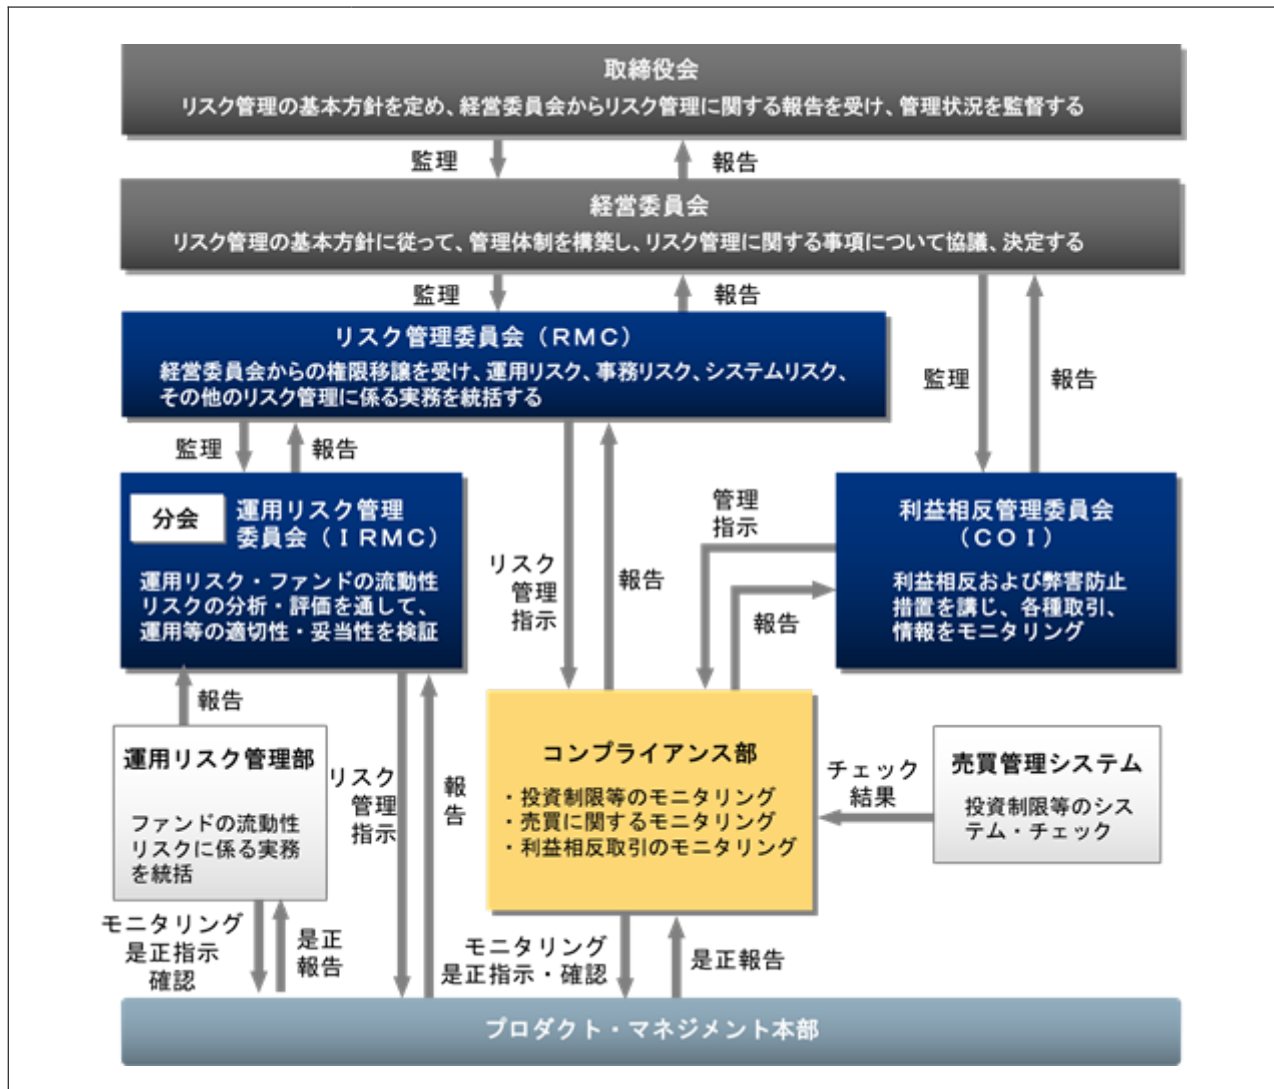 取締役会
リスク管理の基本方針を定め、経営委員会からリスク管理に関する報告を受け、管理状況を監督する
監理
報告
経営委員会
リスク管理の基本方針に従って、管理体制を構築し、リスク管理に関する事項について協議、決定する
監理
報告
リスク管理委員会（ＲＭＣ）
経営委員会からの権限移譲を受け、運用リスク、事務リスク、システムリスク、
その他のリスク管理に係る実務を統括する
監理
報告
監理
報告
分会
運用リスク管理
委員会（ＩＲＭＣ）
運用リスク・ファンドの流動性
リスクの分析・評価を通して、
運用等の適切性・妥当性を検証
リスク
管理
指示
報告
管理
指示
報告
利益相反管理委員会
（ＣＯＩ）
利益相反および弊害防止
措置を講じ、各種取引、
情報をモニタリング
報告
運用リスク管理部
ファンドの流動性
リスクに係る実務
を統括
リスク
管理
指示
報告
コンプライアンス部
・投資制限等のモニタリング
・売買に関するモニタリング
・利益相反取引のモニタリング
チェック
結果
売買管理システム
投資制限等のシス
テム・チェック
モニタリング
是正指示
確認
是正
報告
モニタリング
是正指示・確認
是正報告
プロダクト・マネジメント本部